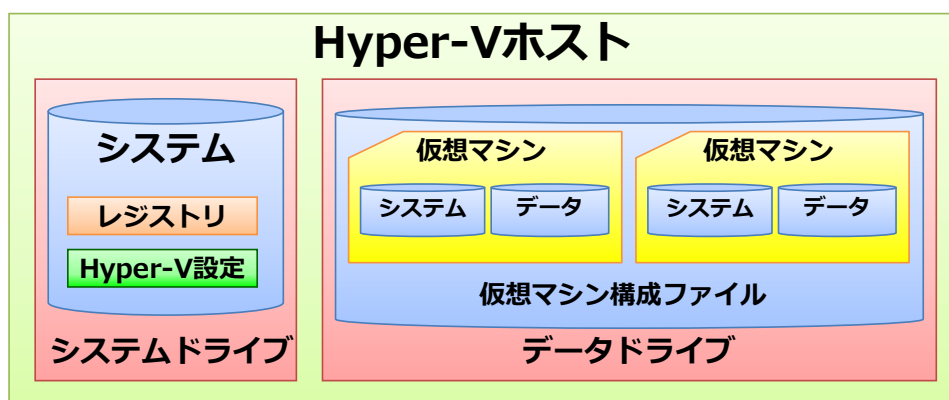 Hyper-Vホスト
システム
レジストリ
Hyper-V設定
システムドライブ
仮想マシン
システム
データ
仮想マシン
システム
データ
仮想マシン構成ファイル
データドライブ